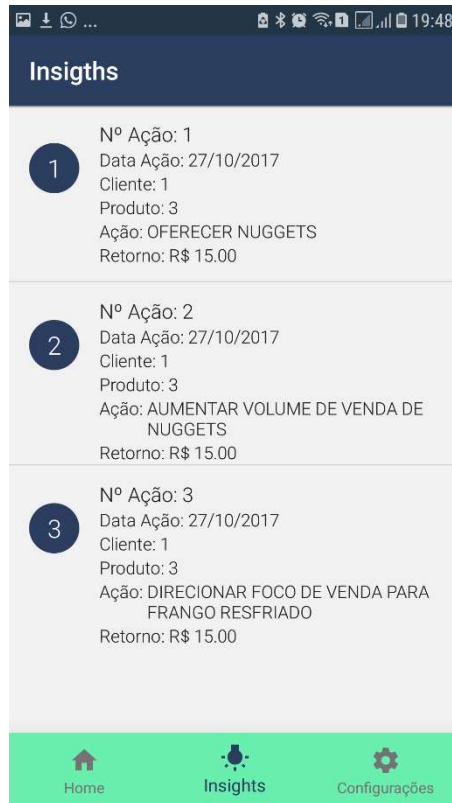 ... 1 19:48
Insigths
1
Nº Ação: 1
Data Ação: 27/10/2017
Cliente: 1
Produto: 3
Ação: OFERECER NUGGETS
Retorno: R$ 15.00
2
Nº Ação: 2
Data Ação: 27/10/2017
Cliente: 1
Produto: 3
Ação: AUMENTAR VOLUME DE VENDA DE
NUGGETS
Retorno: R$ 15.00
3
Nº Ação: 3
Data Ação: 27/10/2017
Cliente: 1
Produto: 3
Ação: DIRECIONAR FOCO DE VENDA PARA
FRANGO RESFRIADO
Retorno: R$ 15.00
Home Insights Configurações